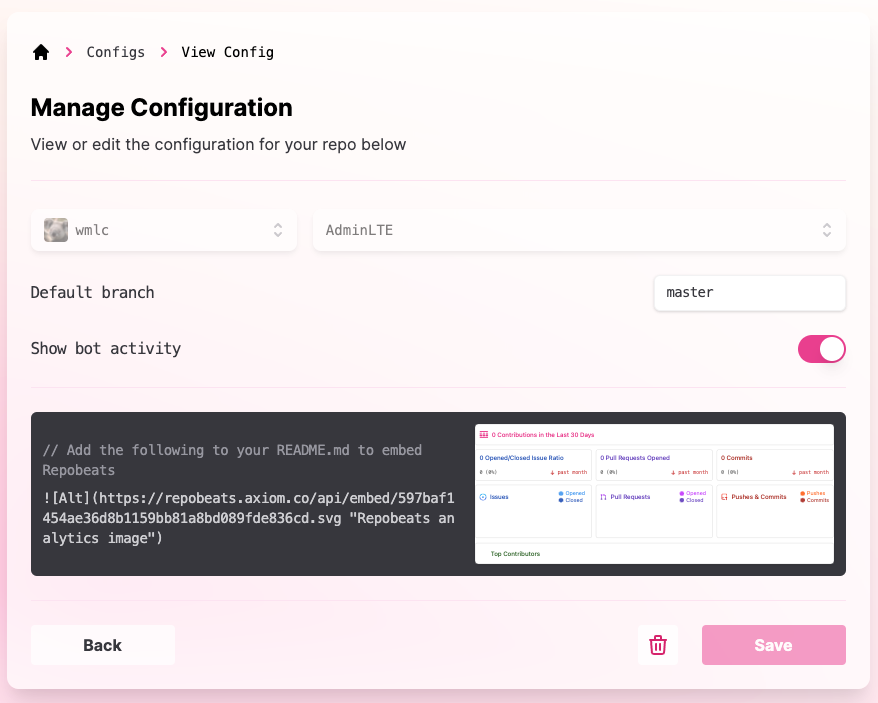 Configs View Config
Manage Configuration
View or edit the configuration for your repo below
wmlc AdminLTE
Default branch master
Show bot activity
// Add the following to your README.md to embed
Repobeats
![Alt](https://repobeats.axiom.co/api/embed/597baf1
454ae36d8b1159bb81a8bd089fde836cd.svg "Repobeats an
alytics image")
0 Contributions in the Last 30 Days
0 Opened/Closed Issue Ratio 0 Pull Requests Opened 0 Commits
0 (0%) ↓ past month 0 (0%) ↓ past month 0 (0%) ↓ past month
Issues Opened Closed Pull Requests Opened Closed Pushes & Commits Pushes Commits
Top Contributors
Back Save